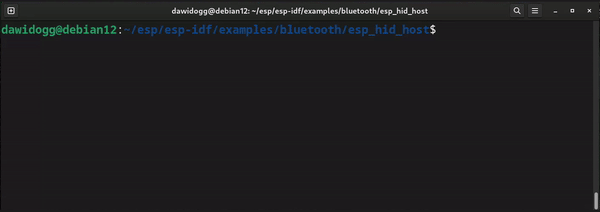 dawidogg@debian12: ~/esp/esp-idf/examples/bluetooth/esp_hid_host
dawidogg@debian12:~/esp/esp-idf/examples/bluetooth/esp_hid_host$